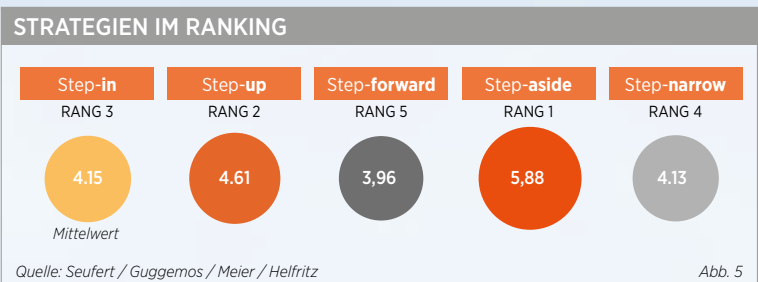 STRATEGIEN IM RANKING
Step-in Step-up Step-forward Step-aside Step-narrow
RANG 3 RANG 2 RANG 5 RANG 1 RANG 4
4.15 4.61 3,96 5,88 4.13
Mittelwert
Quelle: Seufert / Guggemos / Meier / Helfritz Abb. 5